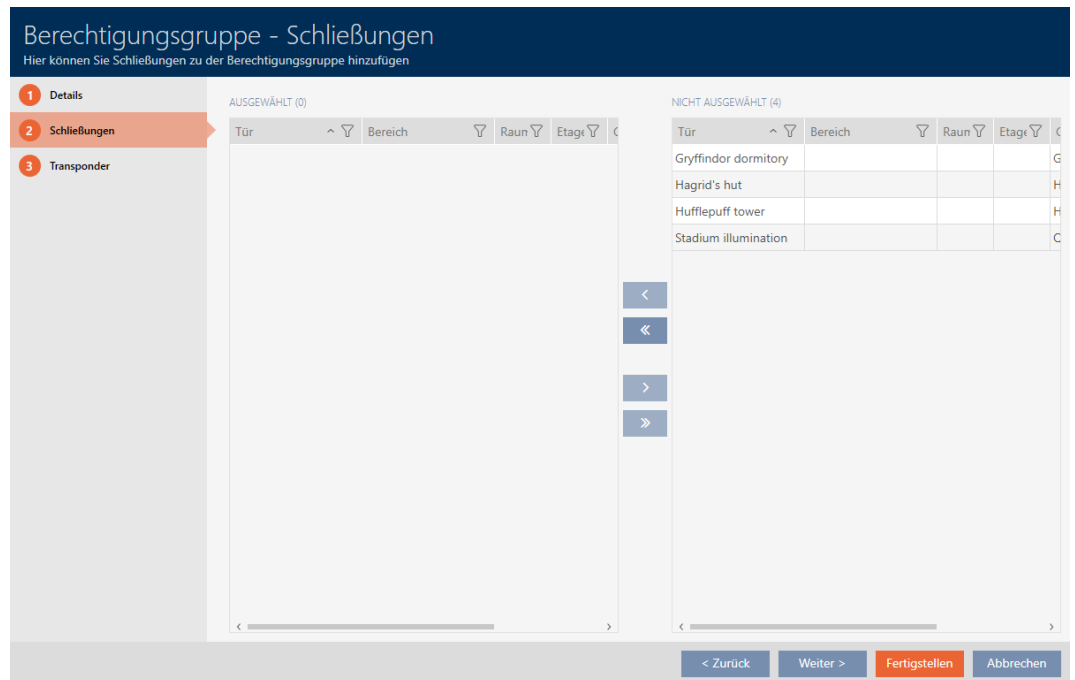 Berechtigungsgruppe - Schließungen
Hier können Sie Schließungen zu der Berechtigungsgruppe hinzufügen
1 Details
2 Schließungen
3 Transponder
AUSGEWÄHLT (0)
Tür Bereich Raum Etage
NICHT AUSGEWÄHLT (4)
Tür Bereich Raum Etage
Gryffindor dormitory G
Hagrid's hut H
Hufflepuff tower H
Stadium illumination
< Zurück Weiter > Fertigstellen Abbrechen